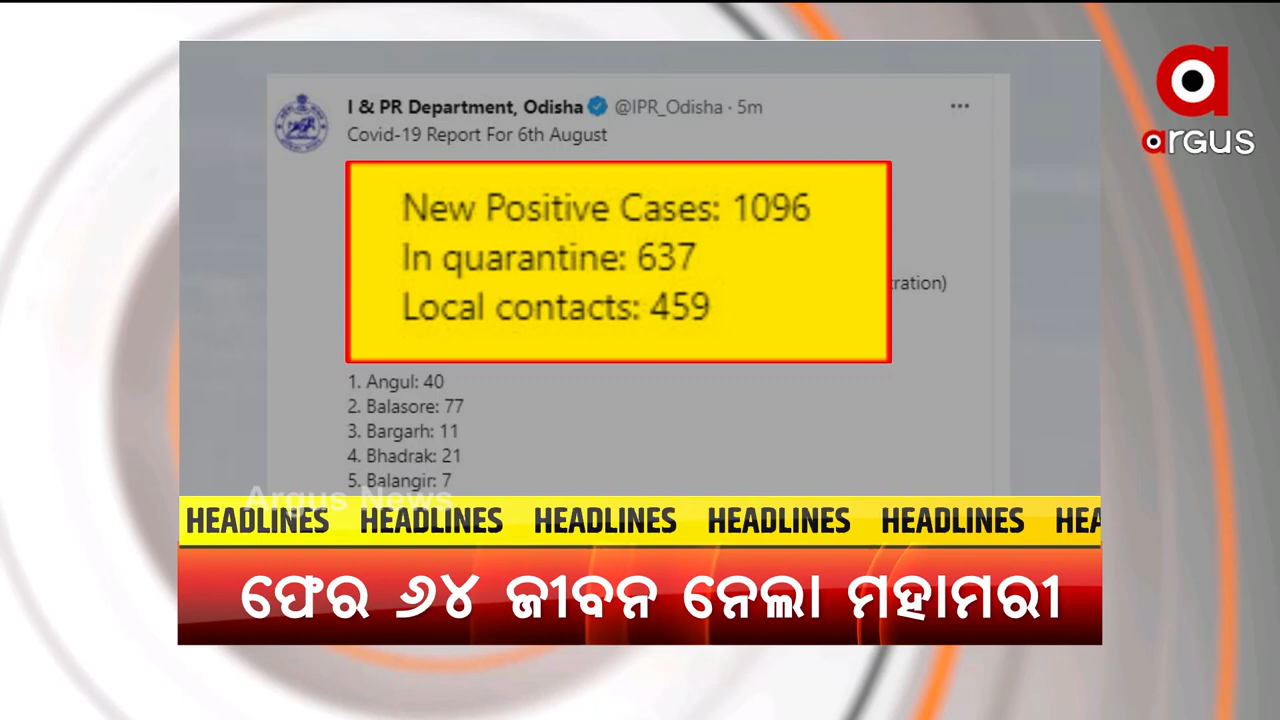 I & PR Department, Odisha @IPR_Odisha · 5m
Covid-19 Report For 6th August
New Positive Cases: 1096
In quarantine: 637
Local contacts: 459
ration)
1. Angul: 40
2. Balasore: 77
3. Bargarh: 11
4. Bhadrak: 21
5. Balangir: 7
Argus News
HEADLINES HEADLINES HEADLINES HEADLINES HEADLINES HEA
ଫେର ୬୪ ଜୀବନ ନେଲା ମହାମରୀ
argus